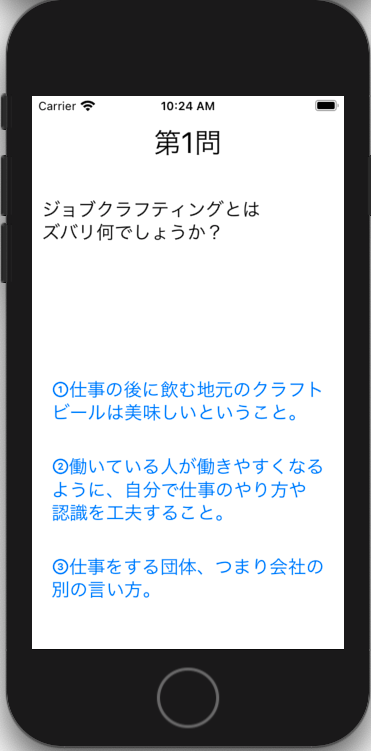 Carrier 10:24 AM
第1問
ジョブクラフティングとは
ズバリ何でしょうか？
①仕事の後に飲む地元のクラフト
ビールは美味しいということ。
②働いている人が働きやすくなる
ように、自分で仕事のやり方や
認識を工夫すること。
③仕事をする団体、つまり会社の
別の言い方。